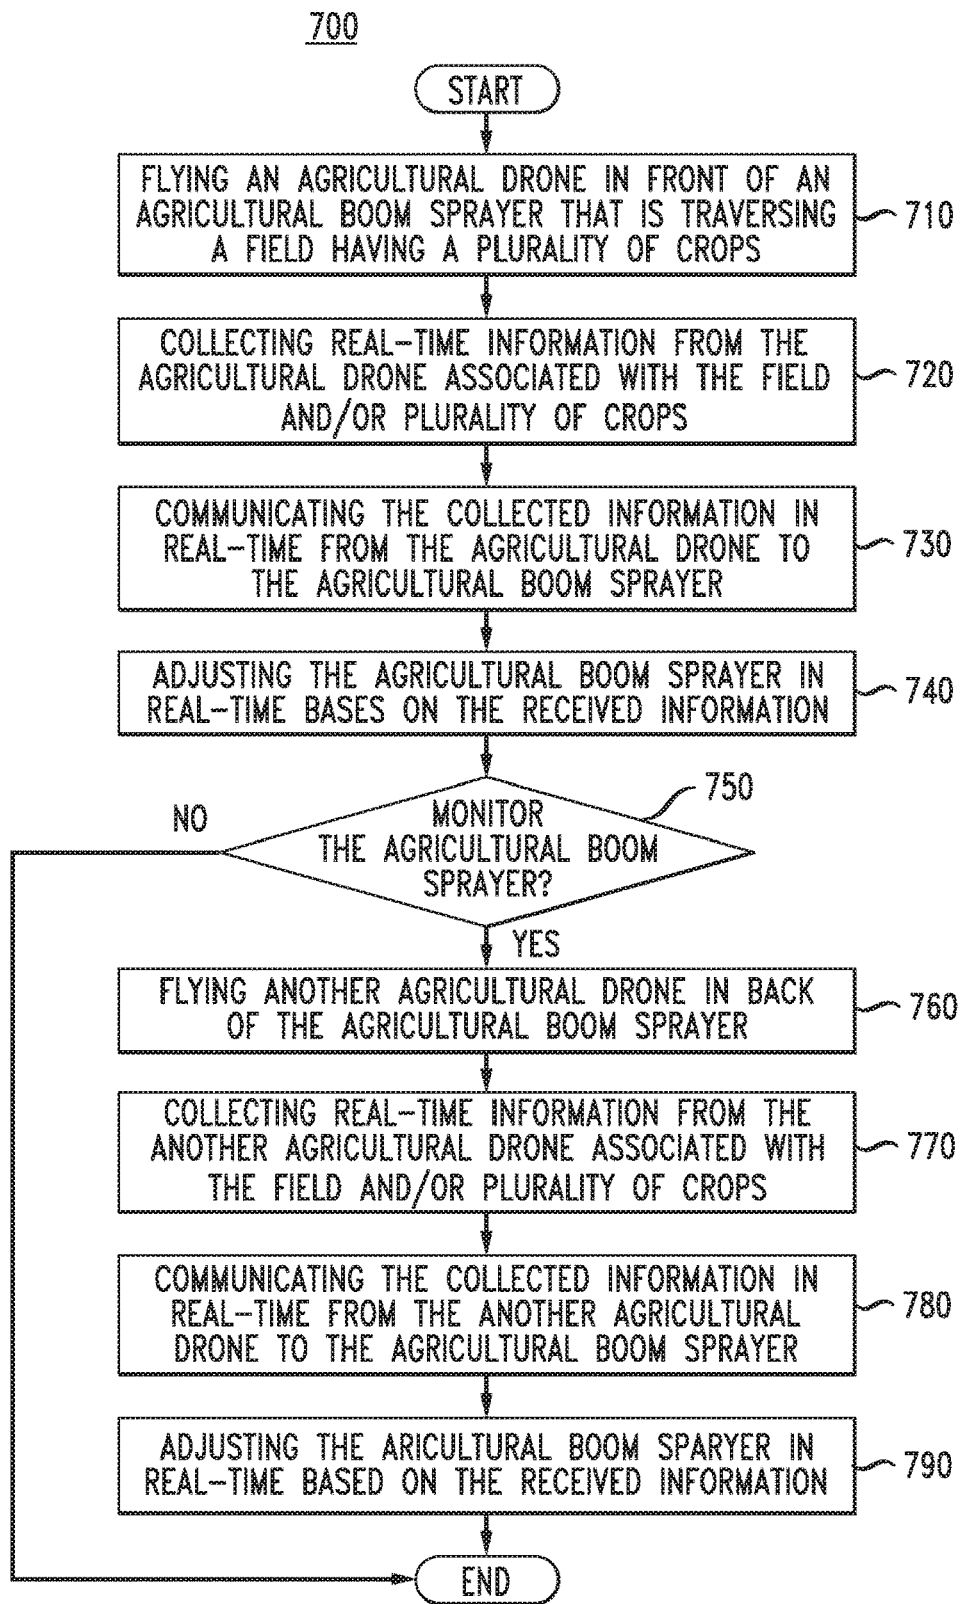 700
START
FLYING AN AGRICULTURAL DRONE IN FRONT OF AN
AGRICULTURAL BOOM SPRAYER THAT IS TRAVERSING
A FIELD HAVING A PLURALITY OF CROPS
710
COLLECTING REAL-TIME INFORMATION FROM THE
AGRICULTURAL DRONE ASSOCIATED WITH THE FIELD
AND/OR PLURALITY OF CROPS
720
COMMUNICATING THE COLLECTED INFORMATION IN
REAL-TIME FROM THE AGRICULTURAL DRONE TO
THE AGRICULTURAL BOOM SPRAYER
730
ADJUSTING THE AGRICULTURAL BOOM SPRAYER IN
REAL-TIME BASES ON THE RECEIVED INFORMATION
740
MONITOR
THE AGRICULTURAL BOOM
SPRAYER?
750
NO
YES
FLYING ANOTHER AGRICULTURAL DRONE IN BACK
OF THE AGRICULTURAL BOOM SPRAYER
760
COLLECTING REAL-TIME INFORMATION FROM THE
ANOTHER AGRICULTURAL DRONE ASSOCIATED WITH
THE FIELD AND/OR PLURALITY OF CROPS
770
COMMUNICATING THE COLLECTED INFORMATION IN
REAL-TIME FROM THE ANOTHER AGRICULTURAL
DRONE TO THE AGRICULTURAL BOOM SPRAYER
780
ADJUSTING THE ARICULTURAL BOOM SPARYER IN
REAL-TIME BASED ON THE RECEIVED INFORMATION
790
END